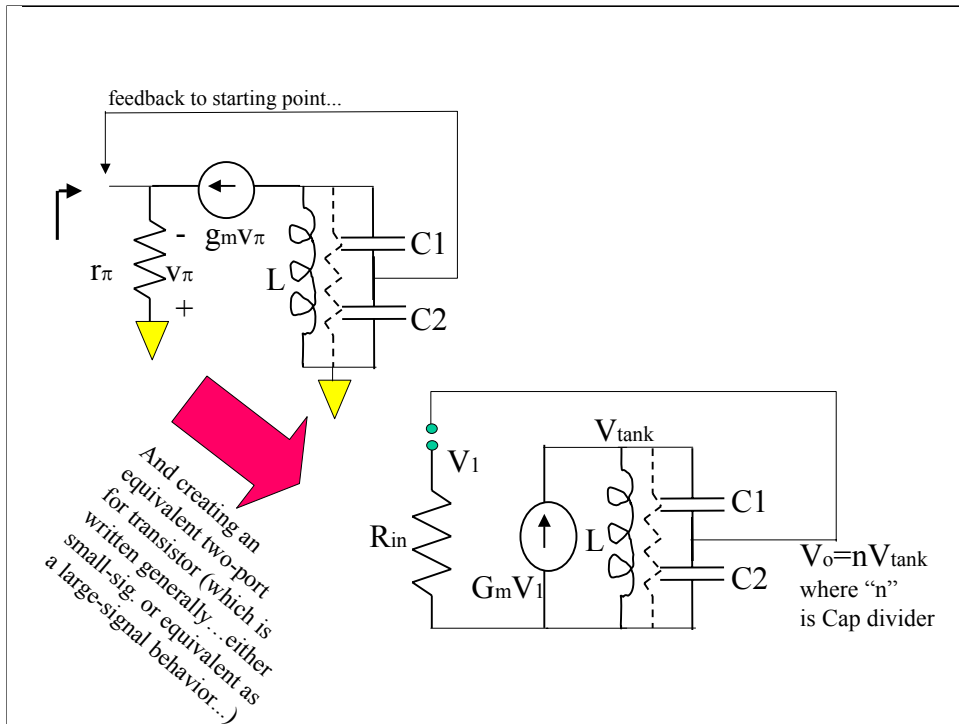 feedback to starting point...
-
gmvπ
rπ
vπ
+
L
C1
C2
And creating an
equivalent two-port
for transistor (which is
written generally…either
small-sig. or equivalent as
a large-signal behavior...)
Vtank
V1
Rin
GmV1
L
C1
C2
Vo=nVtank
where “n”
is Cap divider